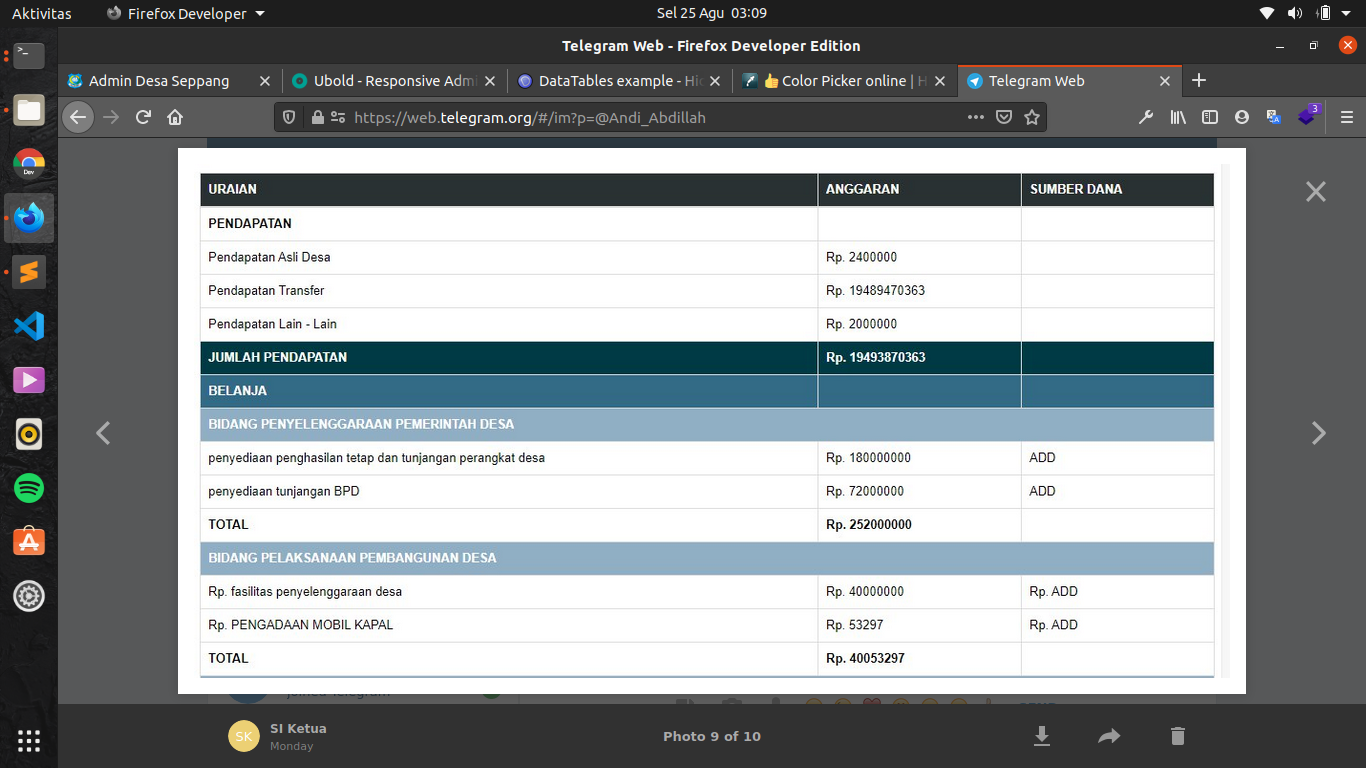 Aktivitas Firefox Developer Sel 25 Agu 03:09
Telegram Web - Firefox Developer Edition
Admin Desa Seppang Ubold - Responsive Adm DataTables example - Hi 👍Color Picker online | H Telegram Web
https://web.telegram.org/#/im?p=@Andi_Abdillah 3
Dev
URAIAN ANGGARAN SUMBER DANA
PENDAPATAN
Pendapatan Asli Desa Rp. 2400000
Pendapatan Transfer Rp. 19489470363
Pendapatan Lain - Lain Rp. 2000000
JUMLAH PENDAPATAN Rp. 19493870363
BELANJA
BIDANG PENYELENGGARAAN PEMERINTAH DESA
penyediaan penghasilan tetap dan tunjangan perangkat desa Rp. 180000000 ADD
penyediaan tunjangan BPD Rp. 72000000 ADD
TOTAL Rp. 252000000
BIDANG PELAKSANAAN PEMBANGUNAN DESA
Rp. fasilitas penyelenggaraan desa Rp. 40000000 Rp. ADD
Rp. PENGADAAN MOBIL KAPAL Rp. 53297 Rp. ADD
TOTAL Rp. 40053297
joined Telegram
SK SI Ketua
Monday
Photo 9 of 10